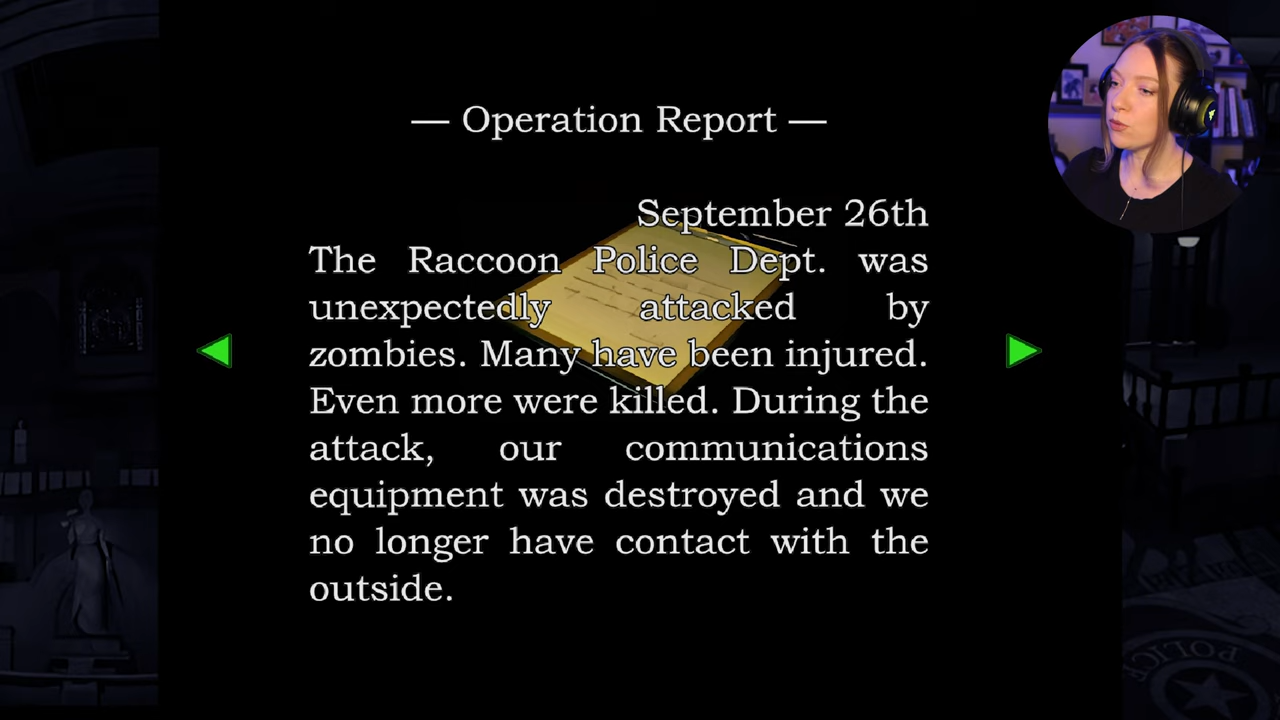 — Operation Report —
September 26th
The Raccoon Police Dept. was
unexpectedly attacked by
zombies. Many have been injured.
Even more were killed. During the
attack, our communications
equipment was destroyed and we
no longer have contact with the
outside.
POLICE